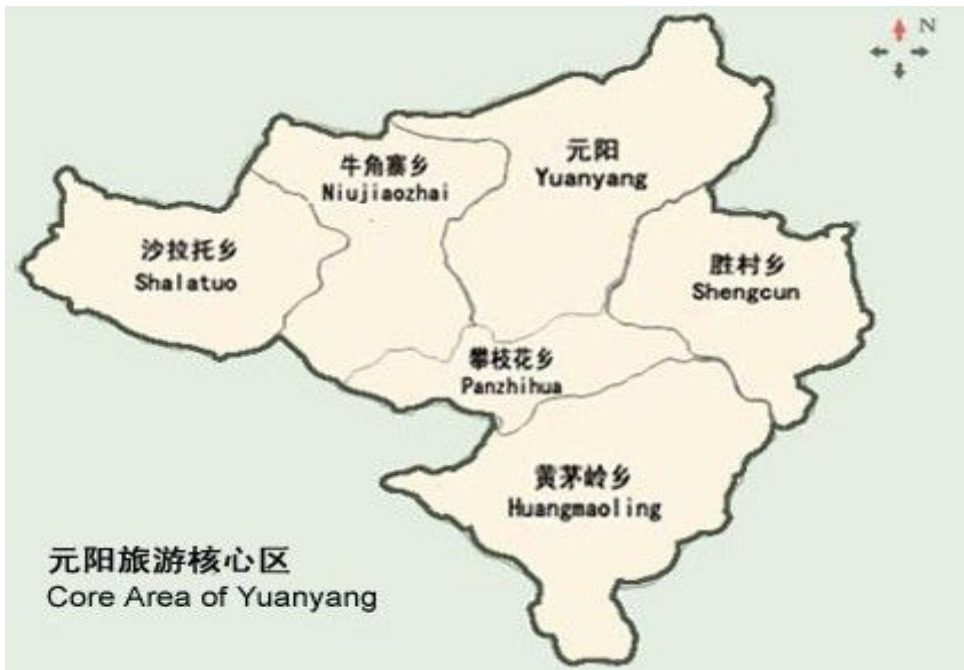 N
元阳
Yuanyang
牛角寨乡
Niujiaozhai
沙拉托乡
Shalatuo
胜村乡
Shengcun
攀枝花乡
Panzhihua
黄茅岭乡
Huangmaoling
元阳旅游核心区
Core Area of Yuanyang